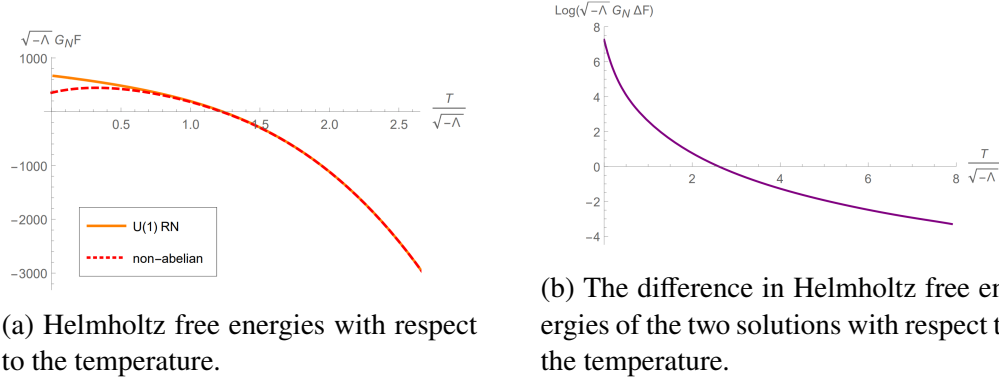 √−Λ G_N F
1000
T
√−Λ
0.5 1.0 1.5 2.0 2.5
−1000
−2000
−3000
U(1) RN
non−abelian
(a) Helmholtz free energies with respect
to the temperature.
Log(√−Λ G_N ΔF)
8
6
4
2
0
−2
−4
2 4 6 8
T
√−Λ
(b) The difference in Helmholtz free en
ergies of the two solutions with respect t
the temperature.